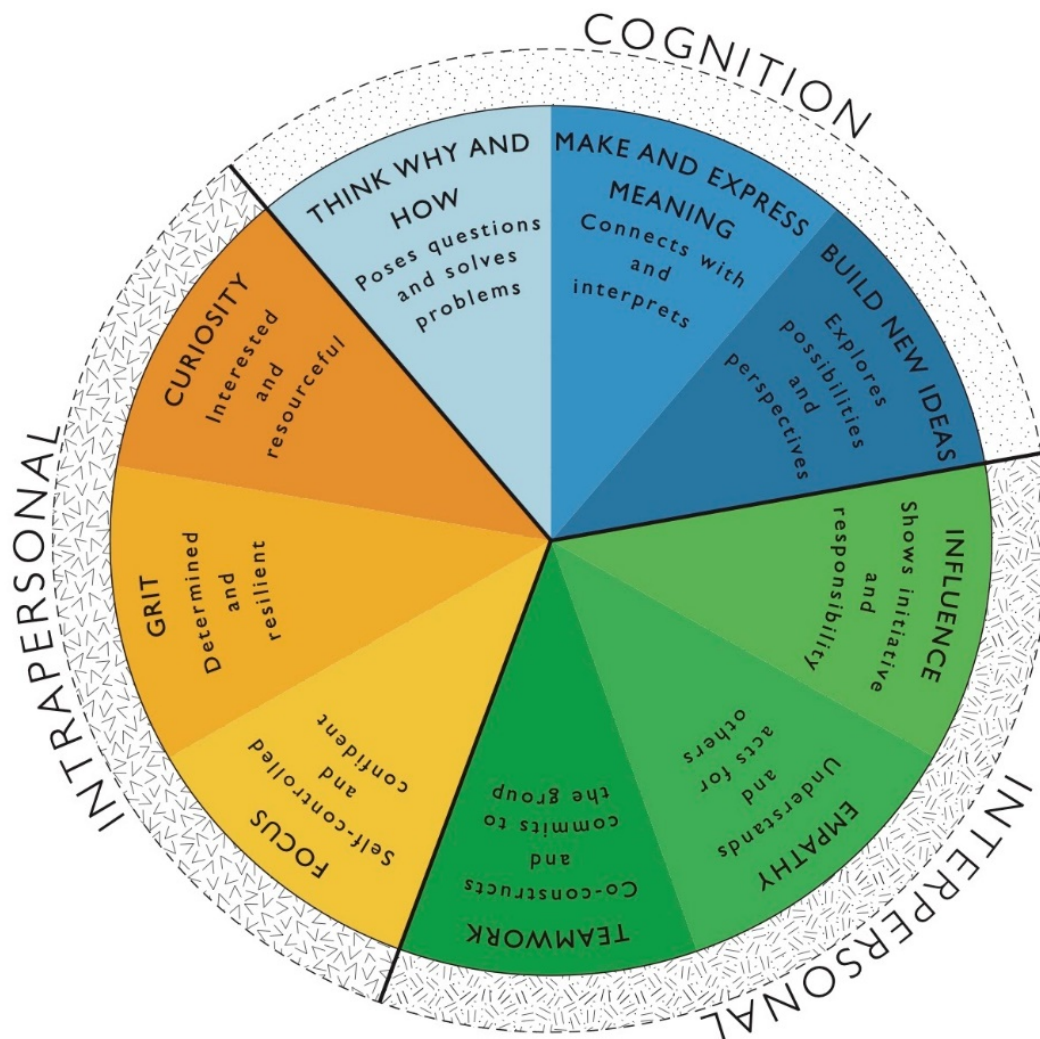 COGNITION
THINK WHY AND
HOW
Poses questions
and solves
problems
MAKE AND EXPRESS
MEANING
Connects with
and
interprets
BUILD NEW IDEAS
Explores
possibilities
and
perspectives
INTERPERSONAL
INFLUENCE
Shows initiative
and
responsibility
EMPATHY
Understands
and
acts for
others
TEAMWORK
Co-constructs
and
commits to
the group
INTRAPERSONAL
FOCUS
Self-controlled
and
confident
GRIT
Determined
and
resilient
CURIOSITY
Interested
and
resourceful